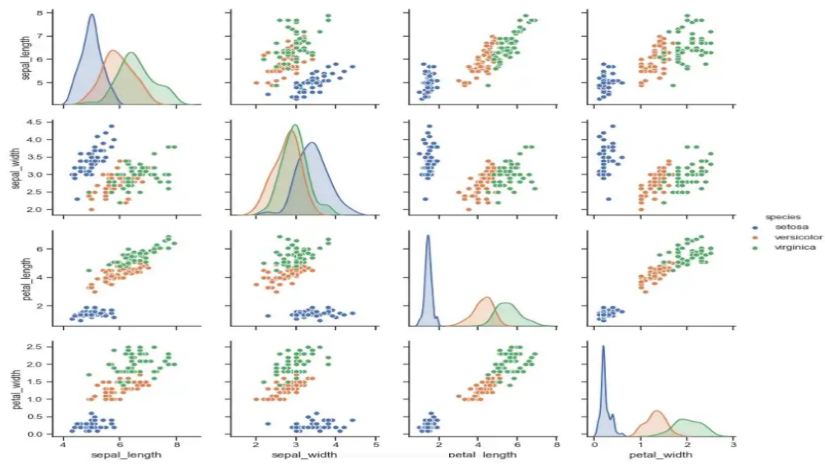 8
7
6
5
sepal_length
4.5
4.0
3.5
3.0
2.5
2.0
sepal_width
6
4
2
petal_length
2.5
2.0
1.5
1.0
0.5
0.0
petal_width
4 6 8
sepal_length
2 3 4 5
sepal_width
2 4 6 8
petal_length
0 1 2 3
petal_width
species
setosa
versicolor
virginica